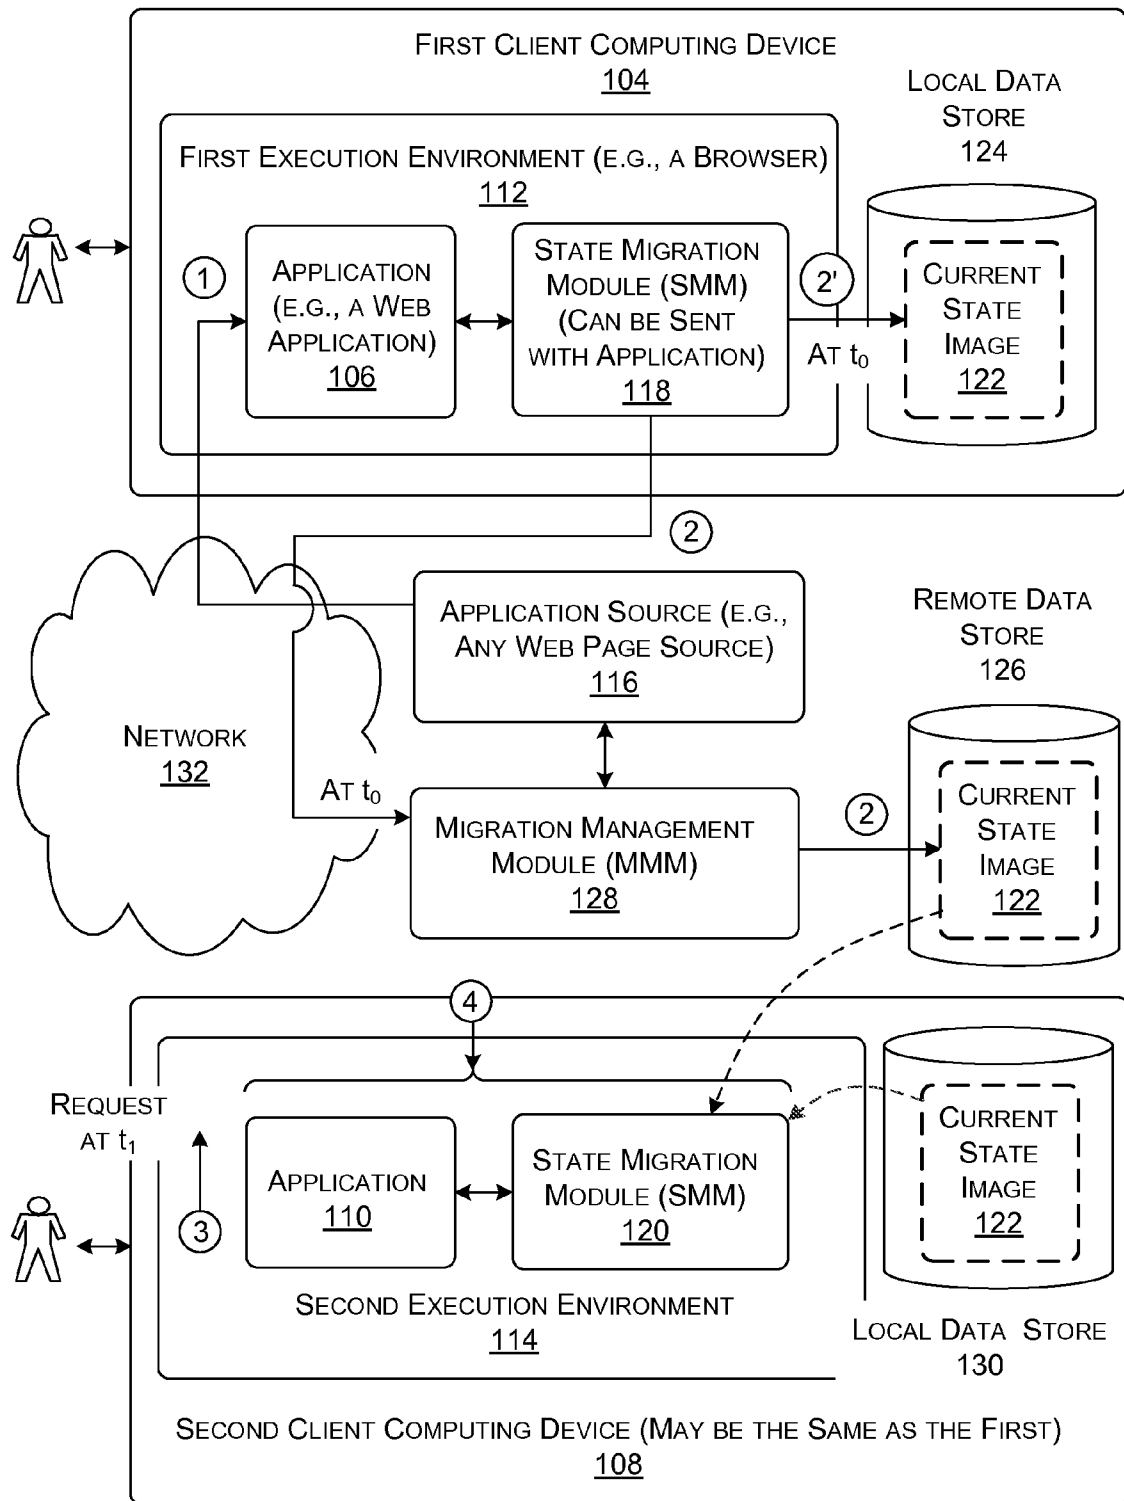 First Client Computing Device
104
Local Data
Store
124
First Execution Environment (e.g., a Browser)
112
1
Application
(e.g., a Web
Application)
106
State Migration
Module (SMM)
(Can be Sent
with Application)
118
2'
At t0
Current
State
Image
122
2
Application Source (e.g.,
Any Web Page Source)
116
Remote Data
Store
126
Network
132
At t0
Migration Management
Module (MMM)
128
2
Current
State
Image
122
4
Request
at t1
3
Application
110
State Migration
Module (SMM)
120
Current
State
Image
122
Second Execution Environment
114
Local Data Store
130
Second Client Computing Device (May be the Same as the First)
108